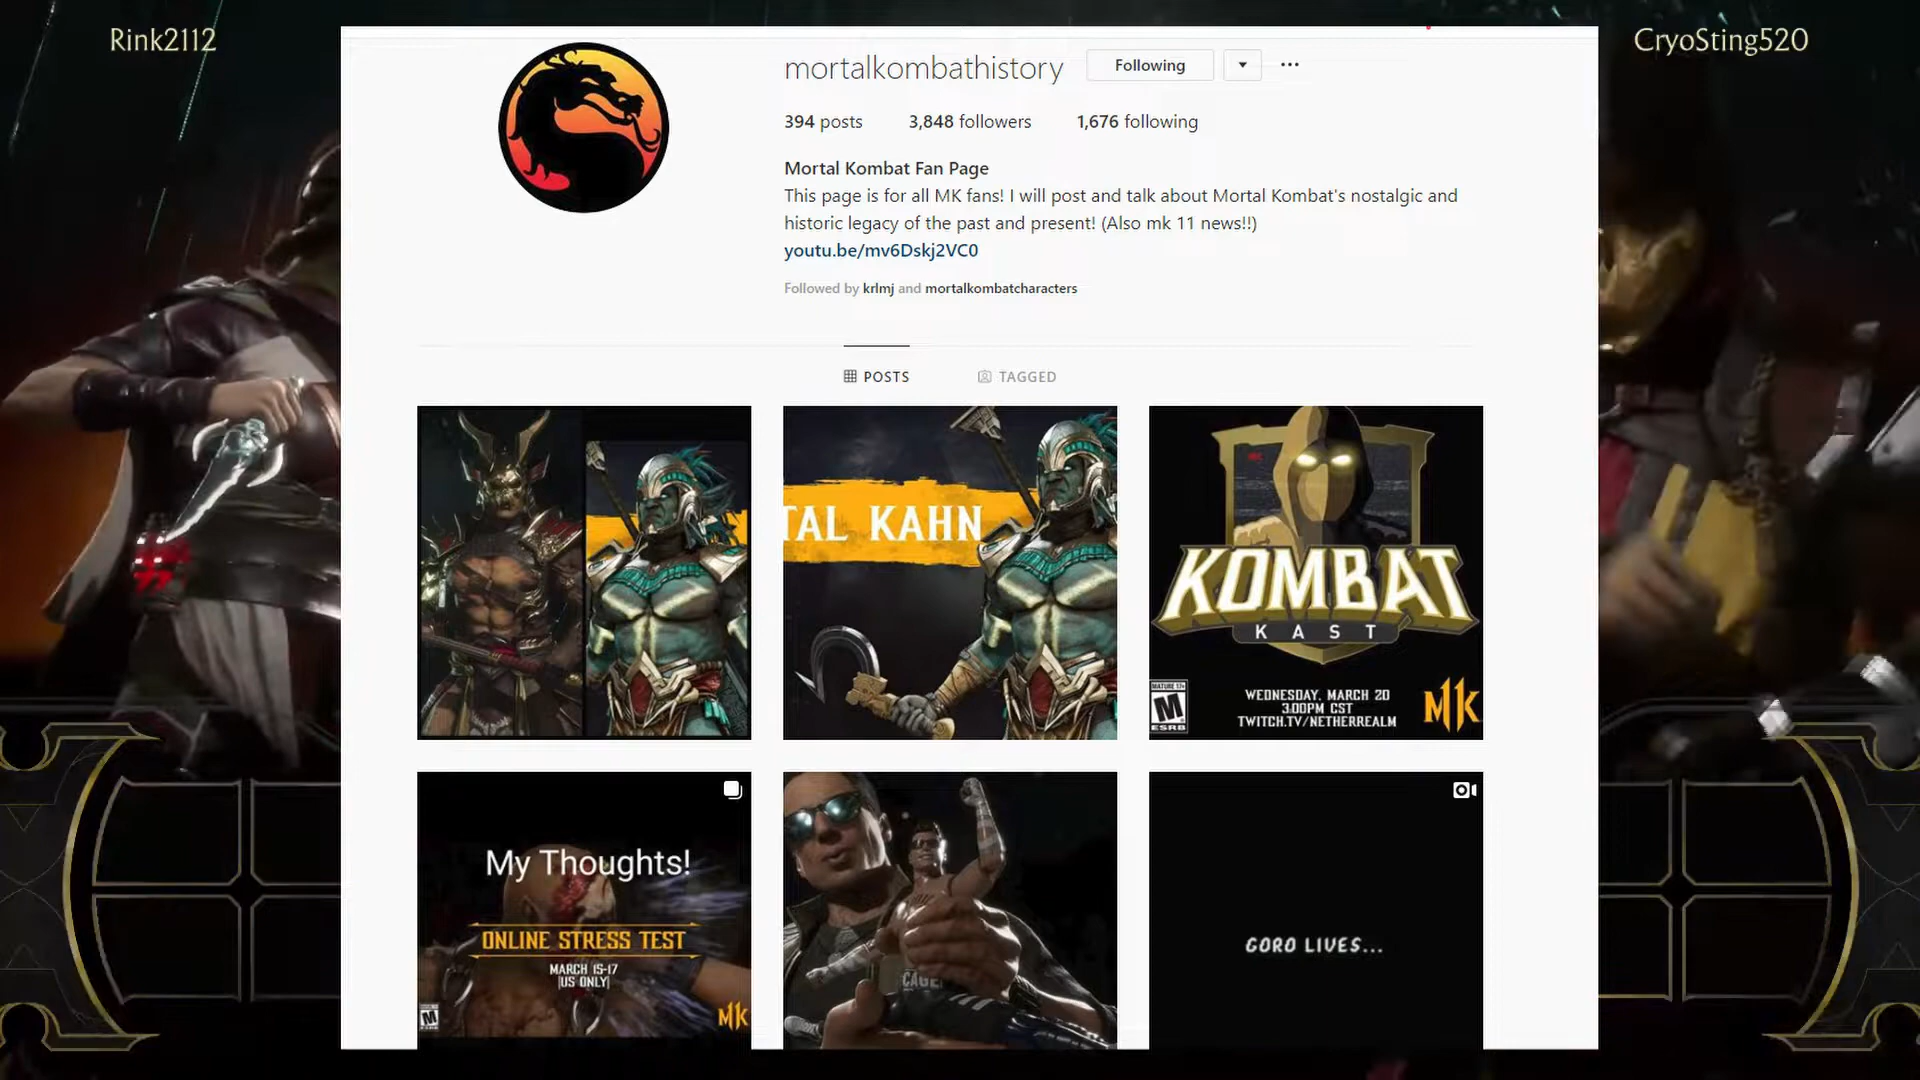 Rink2112
CryoSting520
mortalkombathistory
Following
394 posts
3,848 followers
1,676 following
Mortal Kombat Fan Page
This page is for all MK fans! I will post and talk about Mortal Kombat's nostalgic and
historic legacy of the past and present! (Also mk 11 news!!)
youtu.be/mv6Dskj2VC0
Followed by krlmj and mortalkombatcharacters
POSTS
TAGGED
TAL KAHN
KOMBAT
KAST
MATURE 17+
M
ESRB
WEDNESDAY, MARCH 20
3:00PM CST
TWITCH.TV/NETHERREALM
MK
My Thoughts!
ONLINE STRESS TEST
MARCH 15-17
|US ONLY|
M
MK
CAGE
GORO LIVES...